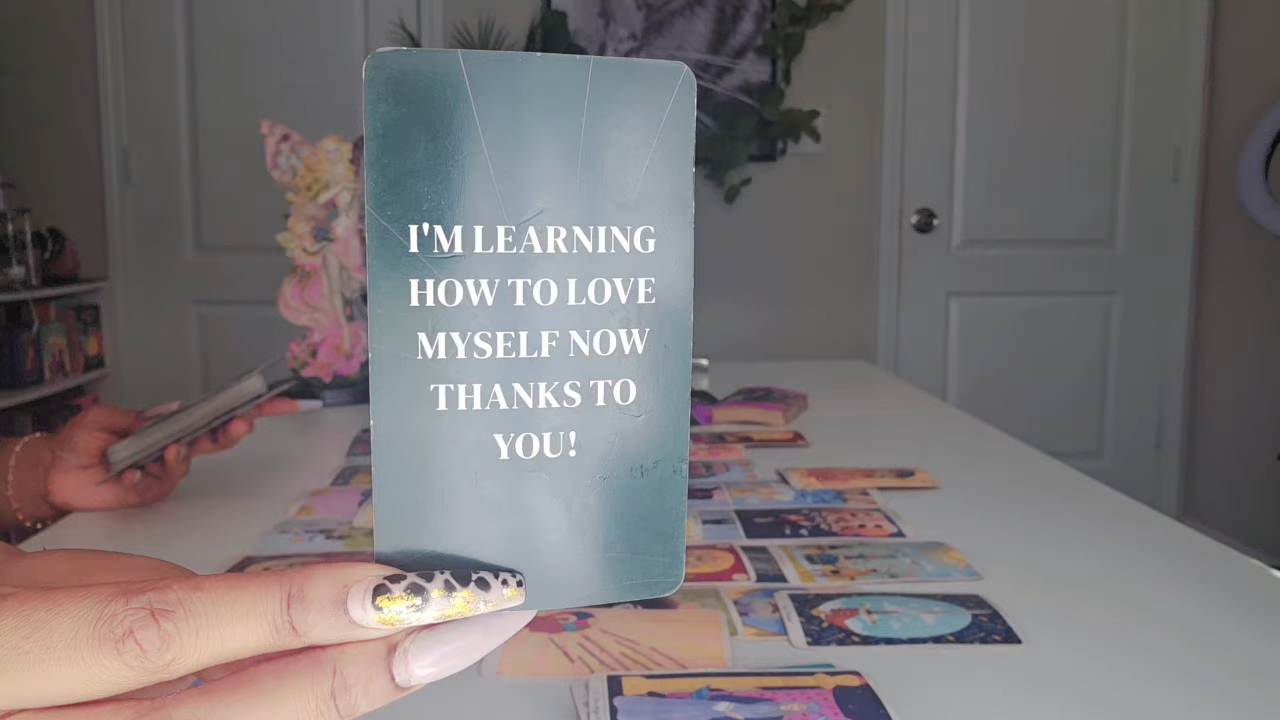 I'M LEARNING
HOW TO LOVE
MYSELF NOW
THANKS TO
YOU!